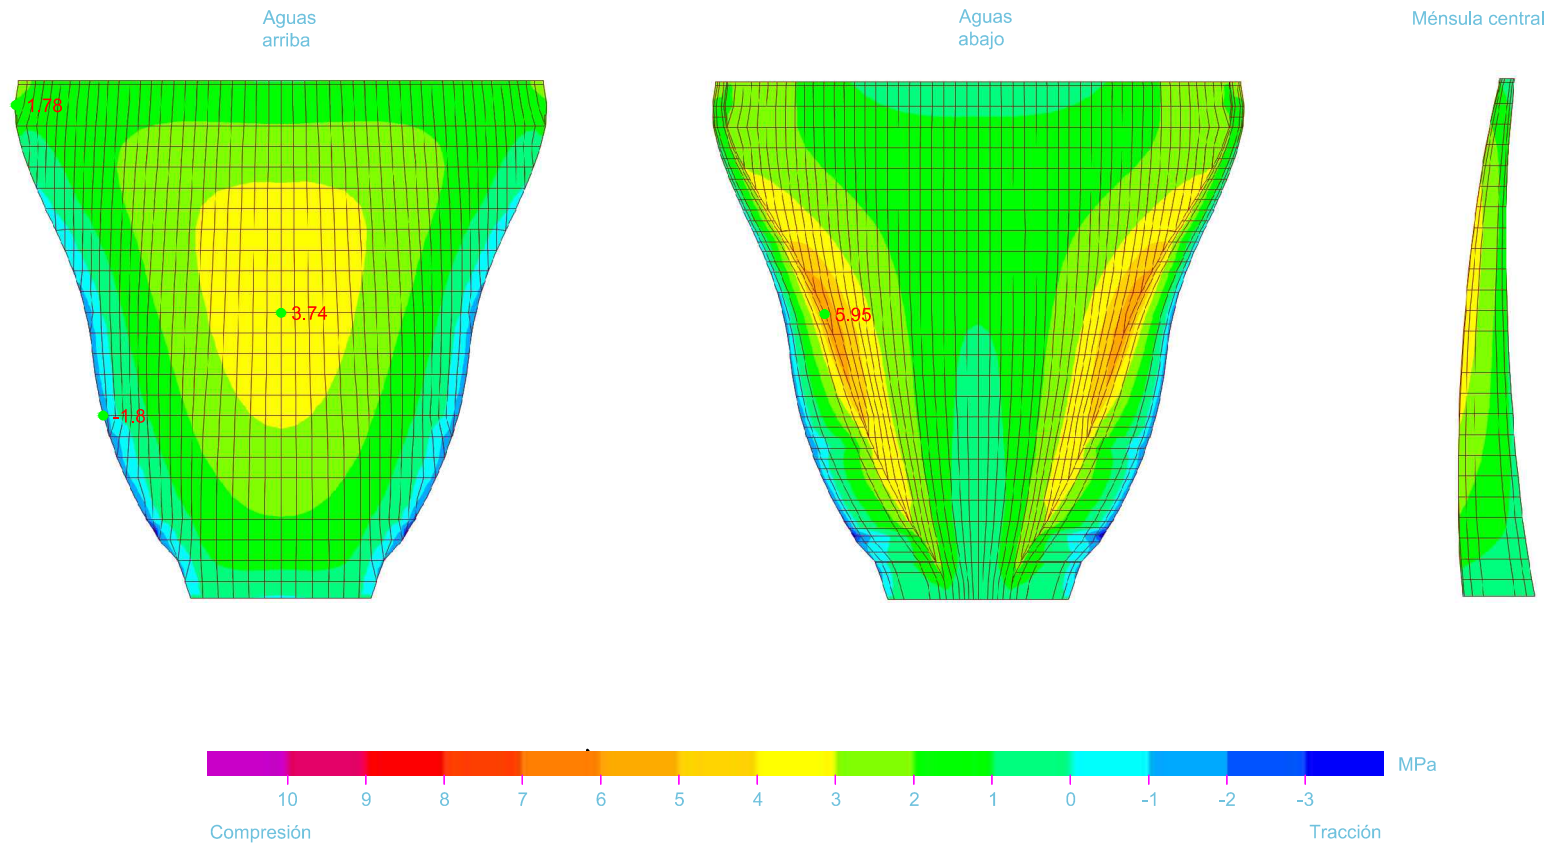 Aguas
arriba
Aguas
abajo
Ménsula central
1.78
3.74
-1.8
5.95
MPa
10 9 8 7 6 5 4 3 2 1 0 -1 -2 -3
Compresión
Tracción